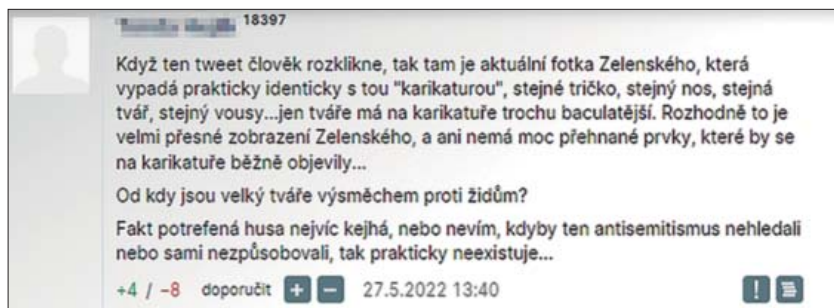 18397
Když ten tweet člověk rozklikne, tak tam je aktuální fotka Zelenského, která
vypadá prakticky identicky s tou "karikaturou", stejné tričko, stejný nos, stejná
tvář, stejný vousy...jen tváře má na karikatuře trochu baculatější. Rozhodně to je
velmi přesné zobrazení Zelenského, a ani nemá moc přehnané prvky, které by se
na karikatuře běžně objevily...
Od kdy jsou velký tváře výsměchem proti židům?
Fakt potrefená husa nejvíc kejhá, nebo nevím, kdyby ten antisemitismus nehledali
nebo sami nezpůsobovali, tak prakticky neexistuje...
+4 / −8 doporučit + − 27.5.2022 13:40 !